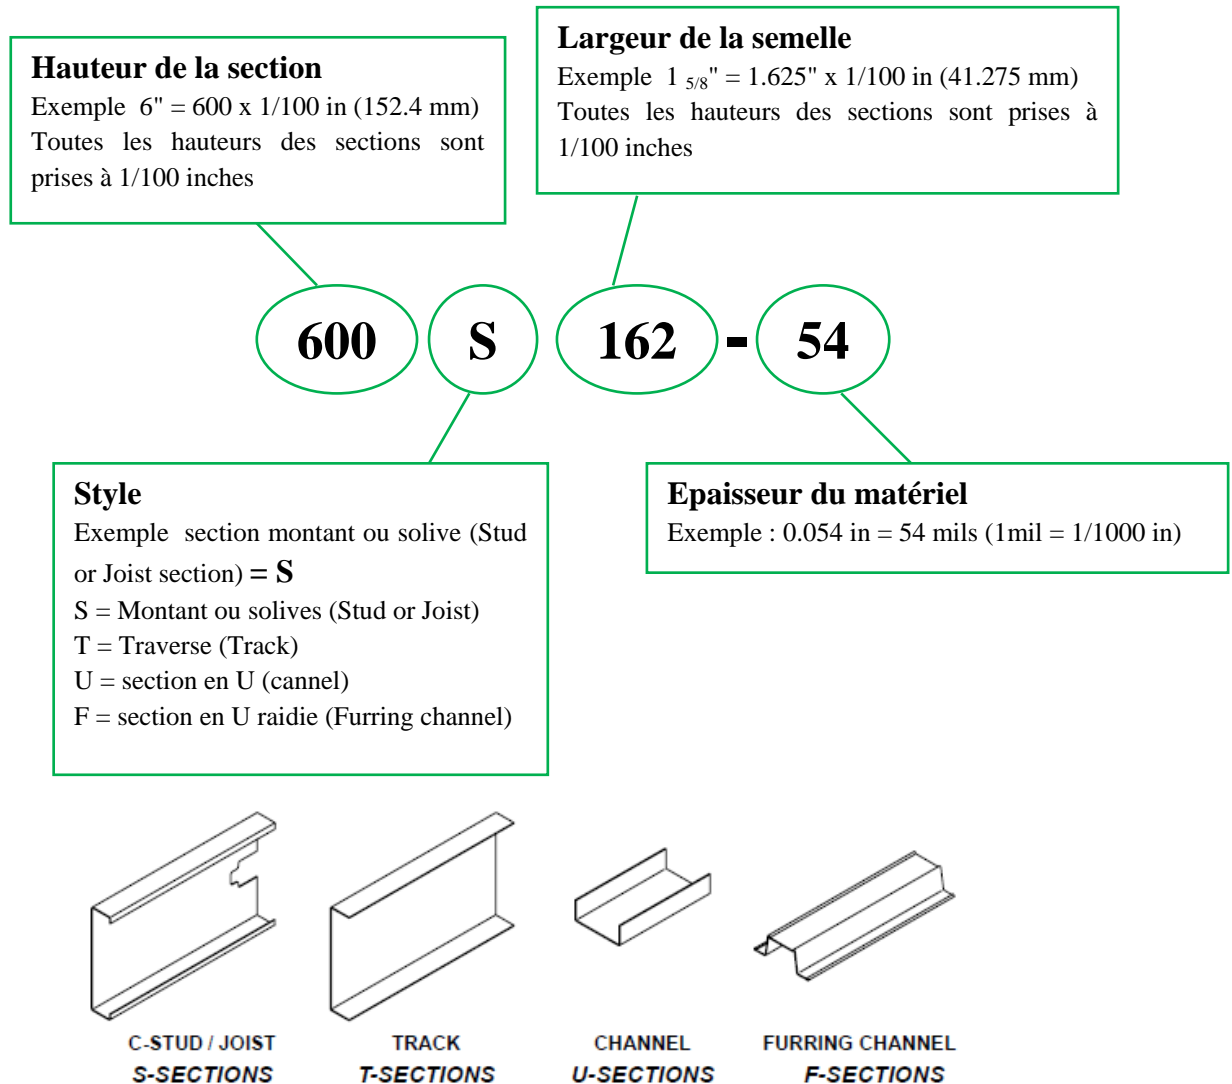 Hauteur de la section
Exemple 6" = 600 x 1/100 in (152.4 mm)
Toutes les hauteurs des sections sont
prises à 1/100 inches
Largeur de la semelle
Exemple 1 5/8" = 1.625" x 1/100 in (41.275 mm)
Toutes les hauteurs des sections sont prises à
1/100 inches
600 S 162 - 54
Style
Exemple section montant ou solive (Stud
or Joist section) = S
S = Montant ou solives (Stud or Joist)
T = Traverse (Track)
U = section en U (cannel)
F = section en U raidie (Furring channel)
Epaisseur du matériel
Exemple : 0.054 in = 54 mils (1mil = 1/1000 in)
C-STUD / JOIST
S-SECTIONS
TRACK
T-SECTIONS
CHANNEL
U-SECTIONS
FURRING CHANNEL
F-SECTIONS